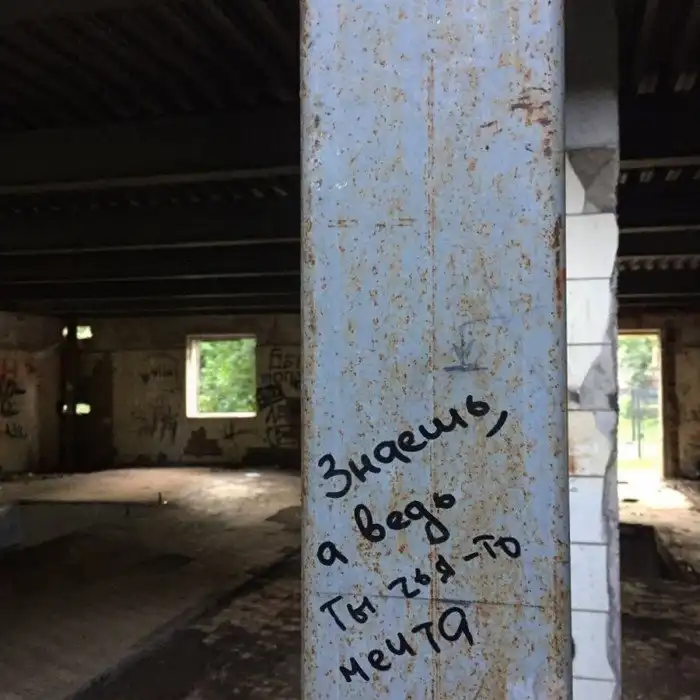 Знаешь,
а ведь
ты чья-то
мечта